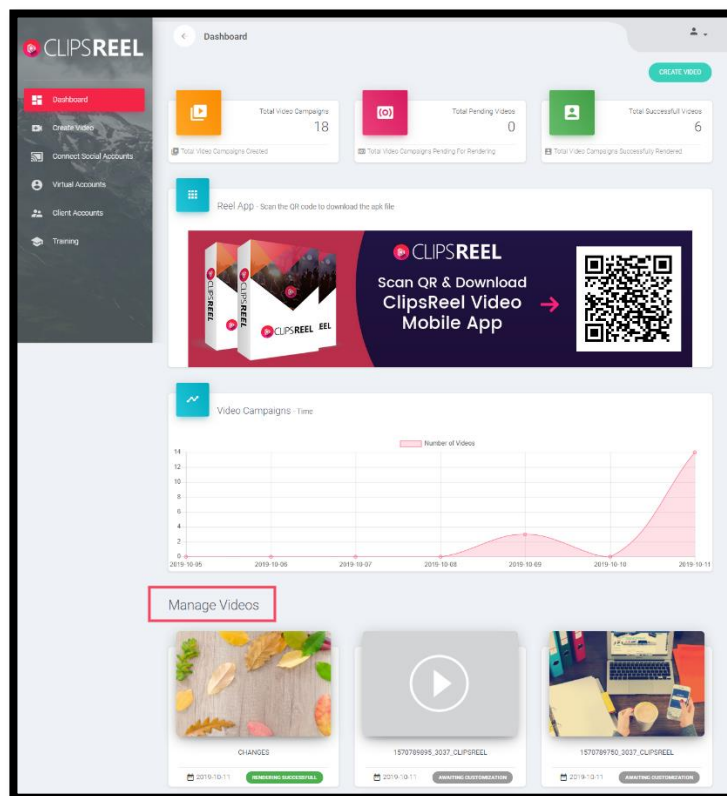 CLIPSREEL
Dashboard
Create Video
Connect Social Accounts
Virtual Accounts
Client Accounts
Training
Dashboard
CREATE VIDEO
Total Video Campaigns
18
Total Video Campaigns Created
Total Pending Videos
0
Total Video Campaigns Pending For Rendering
Total Successfull Videos
6
Total Video Campaigns Successfully Rendered
Reel App - Scan the QR code to download the apk file
CLIPSREEL
CLIPSREEL
CLIPSREEL EEL
CLIPSREEL
Scan QR & Download
ClipsReel Video
Mobile App
Video Campaigns - Time
Number of Videos
14
12
10
8
6
4
2
0
2019-10-05 2019-10-06 2019-10-07 2019-10-08 2019-10-09 2019-10-10 2019-10-11
Manage Videos
CHANGES
2019-10-11 RENDERING SUCCESSFULL
1570789895_3037_CLIPSREEL
2019-10-11 AWAITING CUSTOMIZATION
1570789750_3037_CLIPSREEL
2019-10-11 AWAITING CUSTOMIZATION